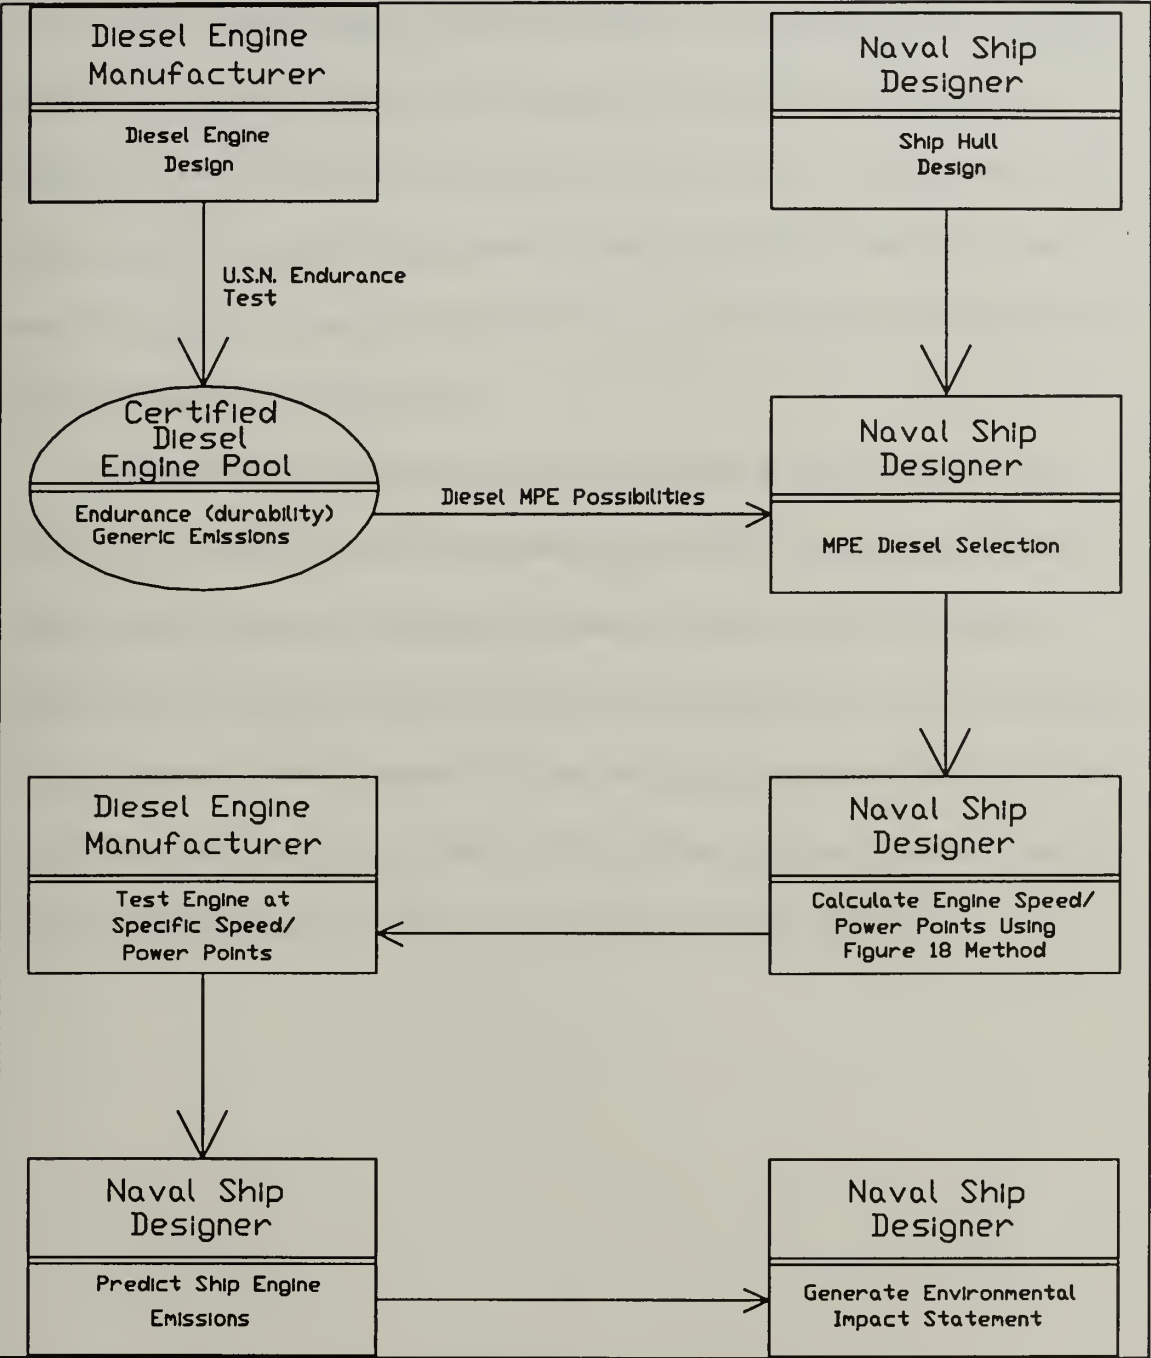 Diesel Engine
Manufacturer
Diesel Engine
Design
Naval Ship
Designer
Ship Hull
Design
U.S.N. Endurance
Test
Certified
Diesel
Engine Pool
Endurance (durability)
Generic Emissions
Diesel MPE Possibilities
Naval Ship
Designer
MPE Diesel Selection
Diesel Engine
Manufacturer
Test Engine at
Specific Speed/
Power Points
Naval Ship
Designer
Calculate Engine Speed/
Power Points Using
Figure 18 Method
Naval Ship
Designer
Predict Ship Engine
Emissions
Naval Ship
Designer
Generate Environmental
Impact Statement